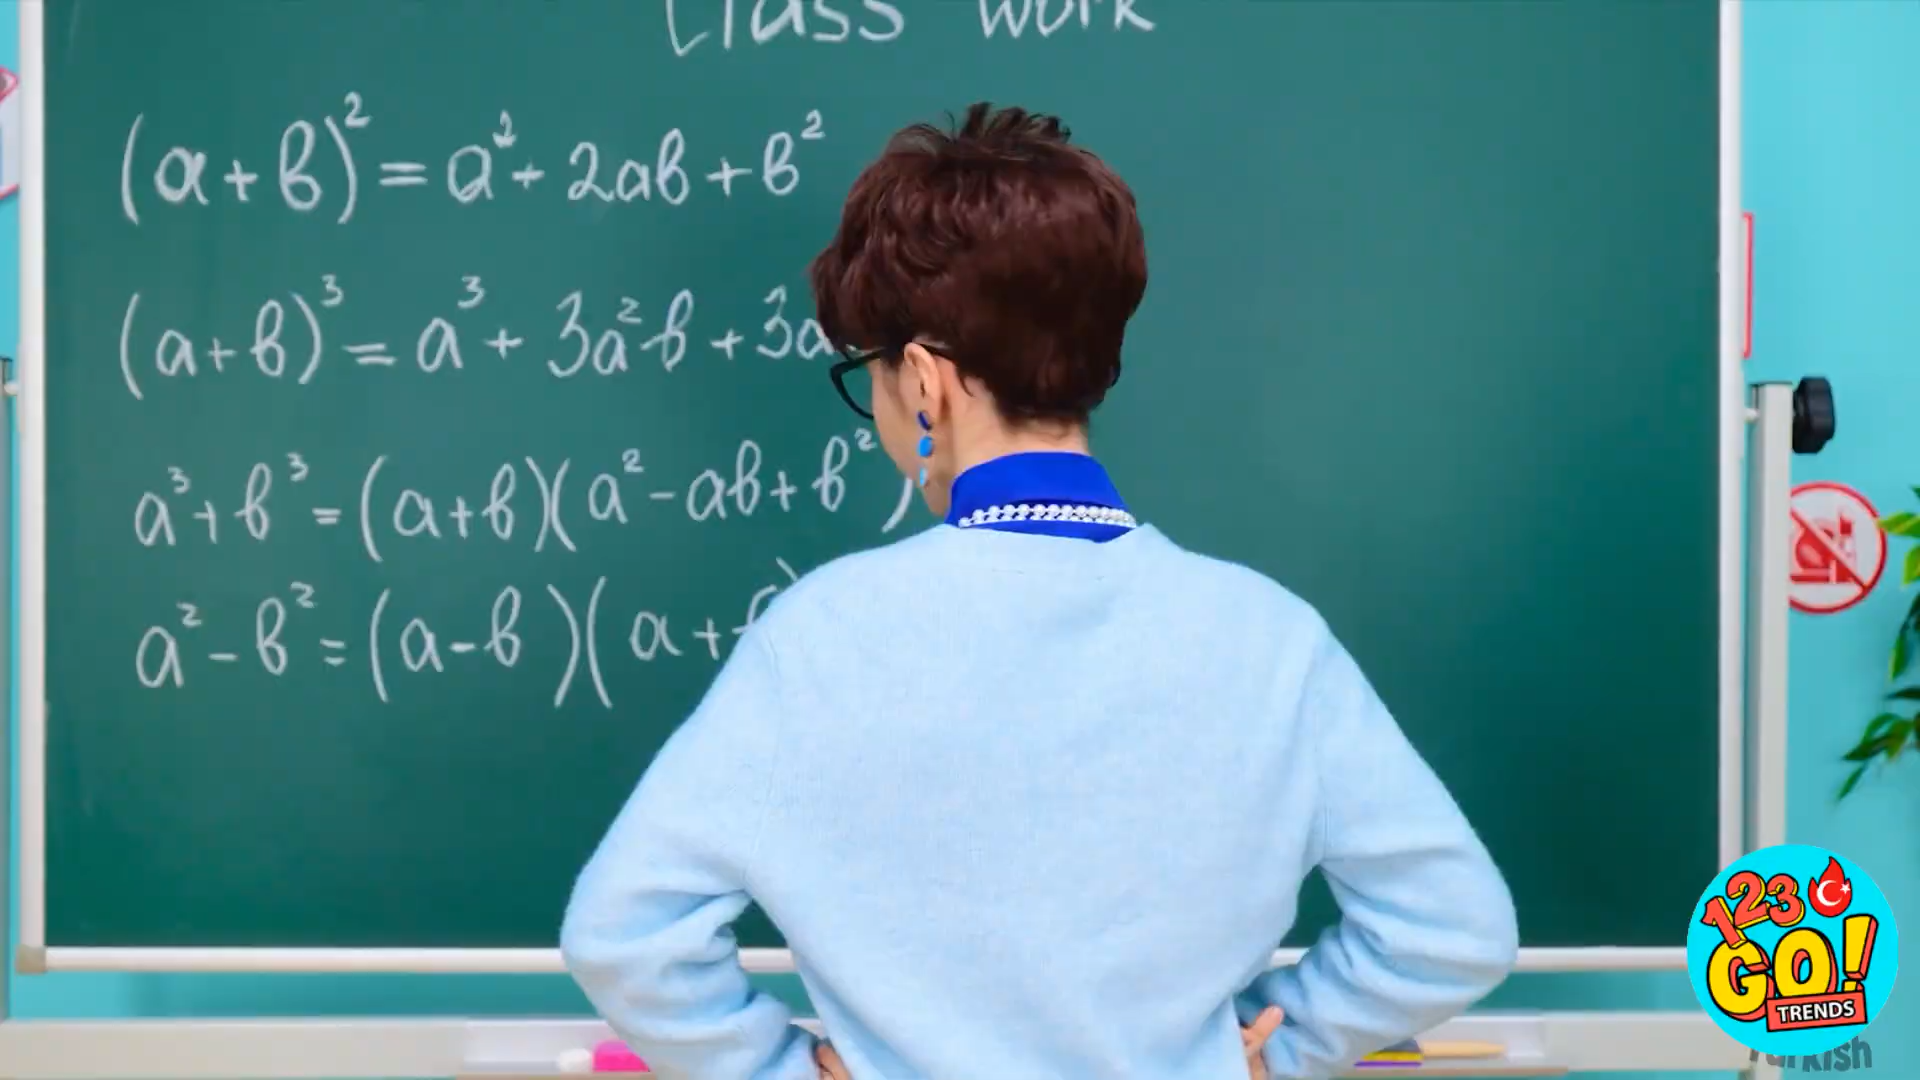 Class work
(a+b)² = a² + 2ab + b²
(a+b)³ = a³ + 3a²b + 3a
a³+b³ = (a+b)(a²-ab+b²)
a²-b² = (a-b)(a+
123
GO!
TRENDS
Turkish